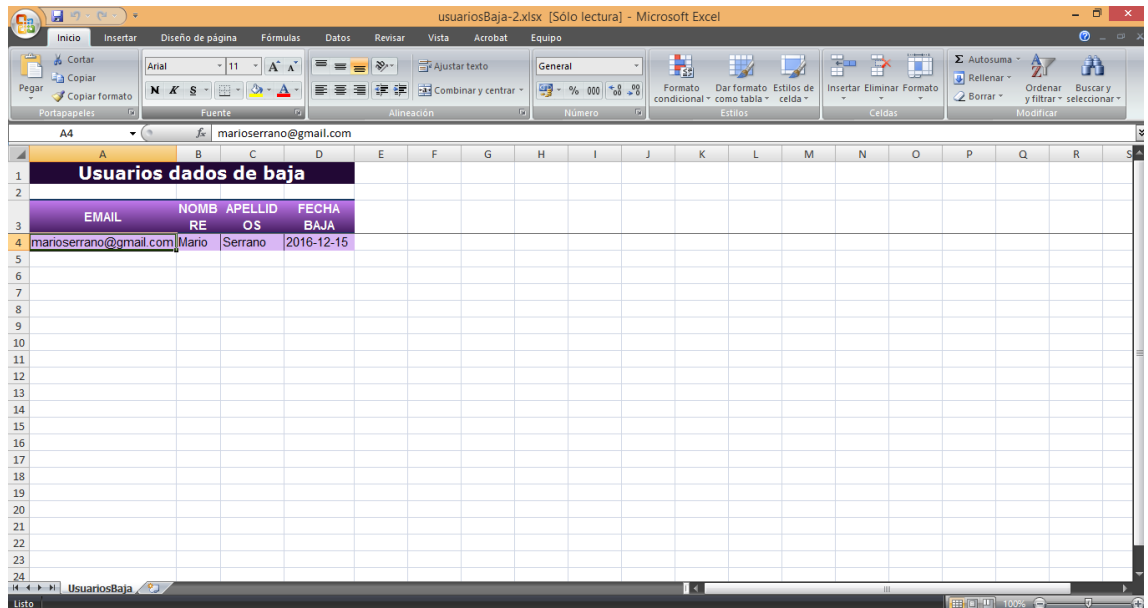 usuariosBaja-2.xlsx [Sólo lectura] - Microsoft Excel
Inicio Insertar Diseño de página Fórmulas Datos Revisar Vista Acrobat Equipo
Pegar
Cortar
Copiar
Copiar formato
Portapapeles
Arial 11
N K S
Fuente
Ajustar texto
Combinar y centrar
Alineación
General
% 000
Número
Formato condicional
Dar formato como tabla
Estilos de celda
Estilos
Insertar Eliminar Formato
Celdas
Σ Autosuma
Rellenar
Borrar
Ordenar y filtrar
Buscar y seleccionar
Modificar
A4 fx marioserrano@gmail.com
A B C D E F G H I J K L M N O P Q R S
1 Usuarios dados de baja
2
3 EMAIL NOMB RE APELLID OS FECHA BAJA
4 marioserrano@gmail.com Mario Serrano 2016-12-15
5
6
7
8
9
10
11
12
13
14
15
16
17
18
19
20
21
22
23
24
UsuariosBaja
Listo 100%